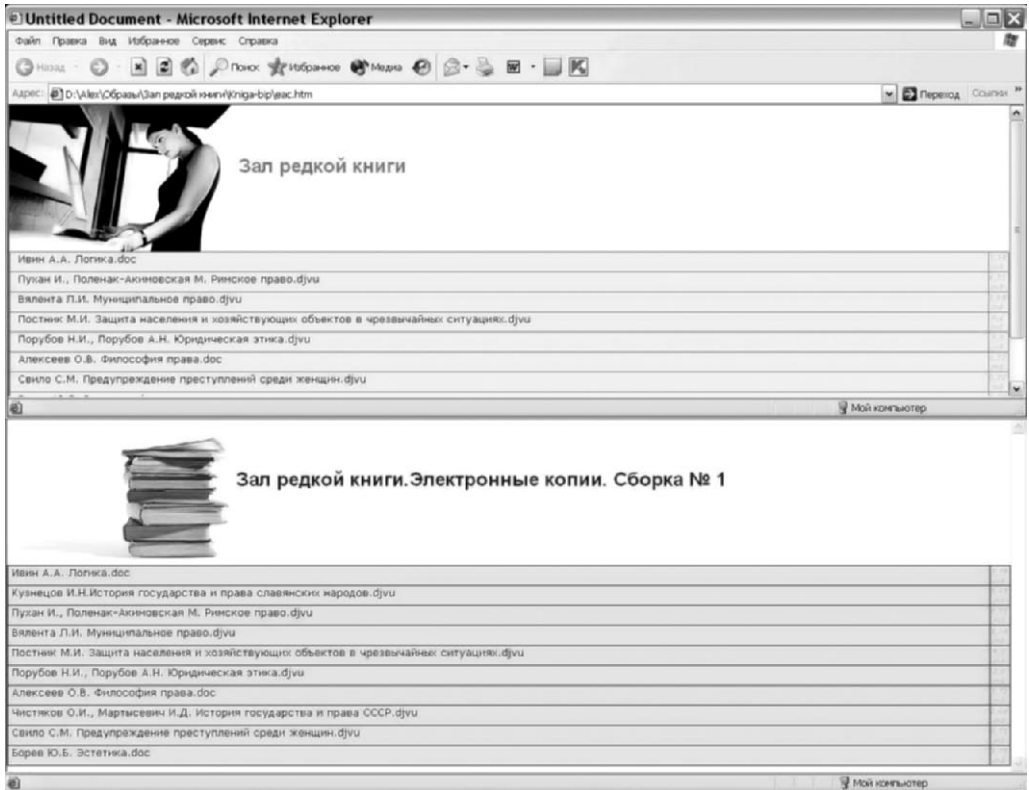 Untitled Document - Microsoft Internet Explorer
Файл Правка Вид Избранное Сервис Справка
Назад Поиск Избранное Медиа
Адрес: D:\Alex\Образы\Зал редкой книги\Kniga-bip\eac.htm Переход Ссылки »
Зал редкой книги
Ивин А.А. Логика.doc
Пухан И., Поленак-Акимовская М. Римское право.djvu
Вялента Л.И. Муниципальное право.djvu
Постник М.И. Защита населения и хозяйствующих объектов в чрезвычайных ситуациях.djvu
Порубов Н.И., Порубов А.Н. Юридическая этика.djvu
Алексеев О.В. Философия права.doc
Свило С.М. Предупреждение преступлений среди женщин.djvu
Мой компьютер
Зал редкой книги.Электронные копии. Сборка № 1
Ивин А.А. Логика.doc
Кузнецов И.Н.История государства и права славянских народов.djvu
Пухан И., Поленак-Акимовская М. Римское право.djvu
Вялента Л.И. Муниципальное право.djvu
Постник М.И. Защита населения и хозяйствующих объектов в чрезвычайных ситуациях.djvu
Порубов Н.И., Порубов А.Н. Юридическая этика.djvu
Алексеев О.В. Философия права.doc
Чистяков О.И., Мартысевич И.Д. История государства и права СССР.djvu
Свило С.М. Предупреждение преступлений среди женщин.djvu
Борев Ю.Б. Эстетика.doc
Мой компьютер